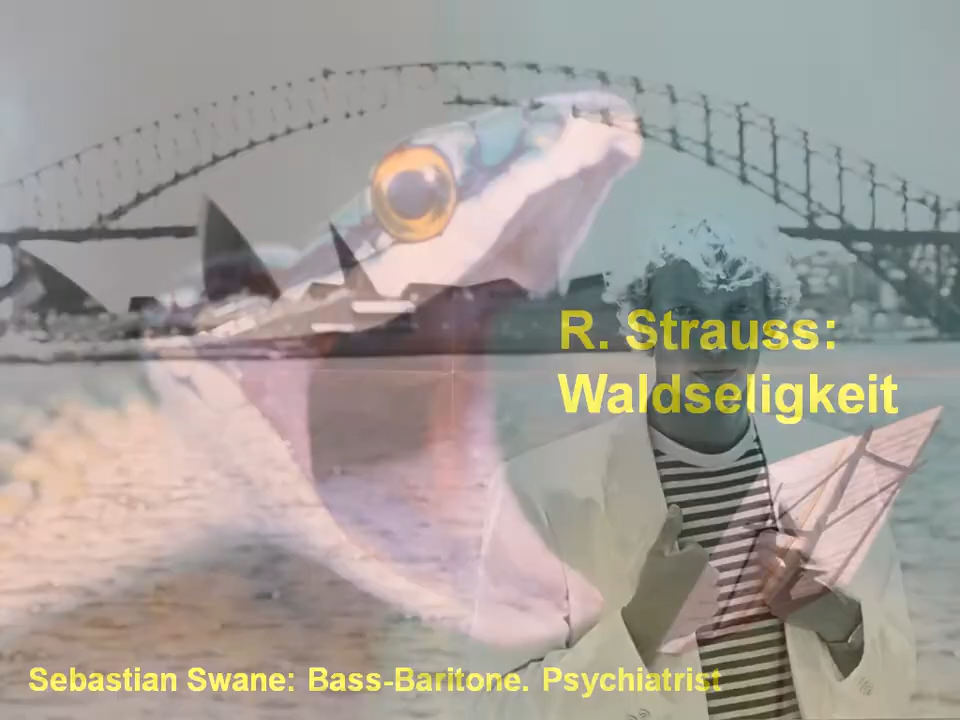 R. Strauss:
Waldseligkeit
Sebastian Swane: Bass-Baritone. Psychiatrist